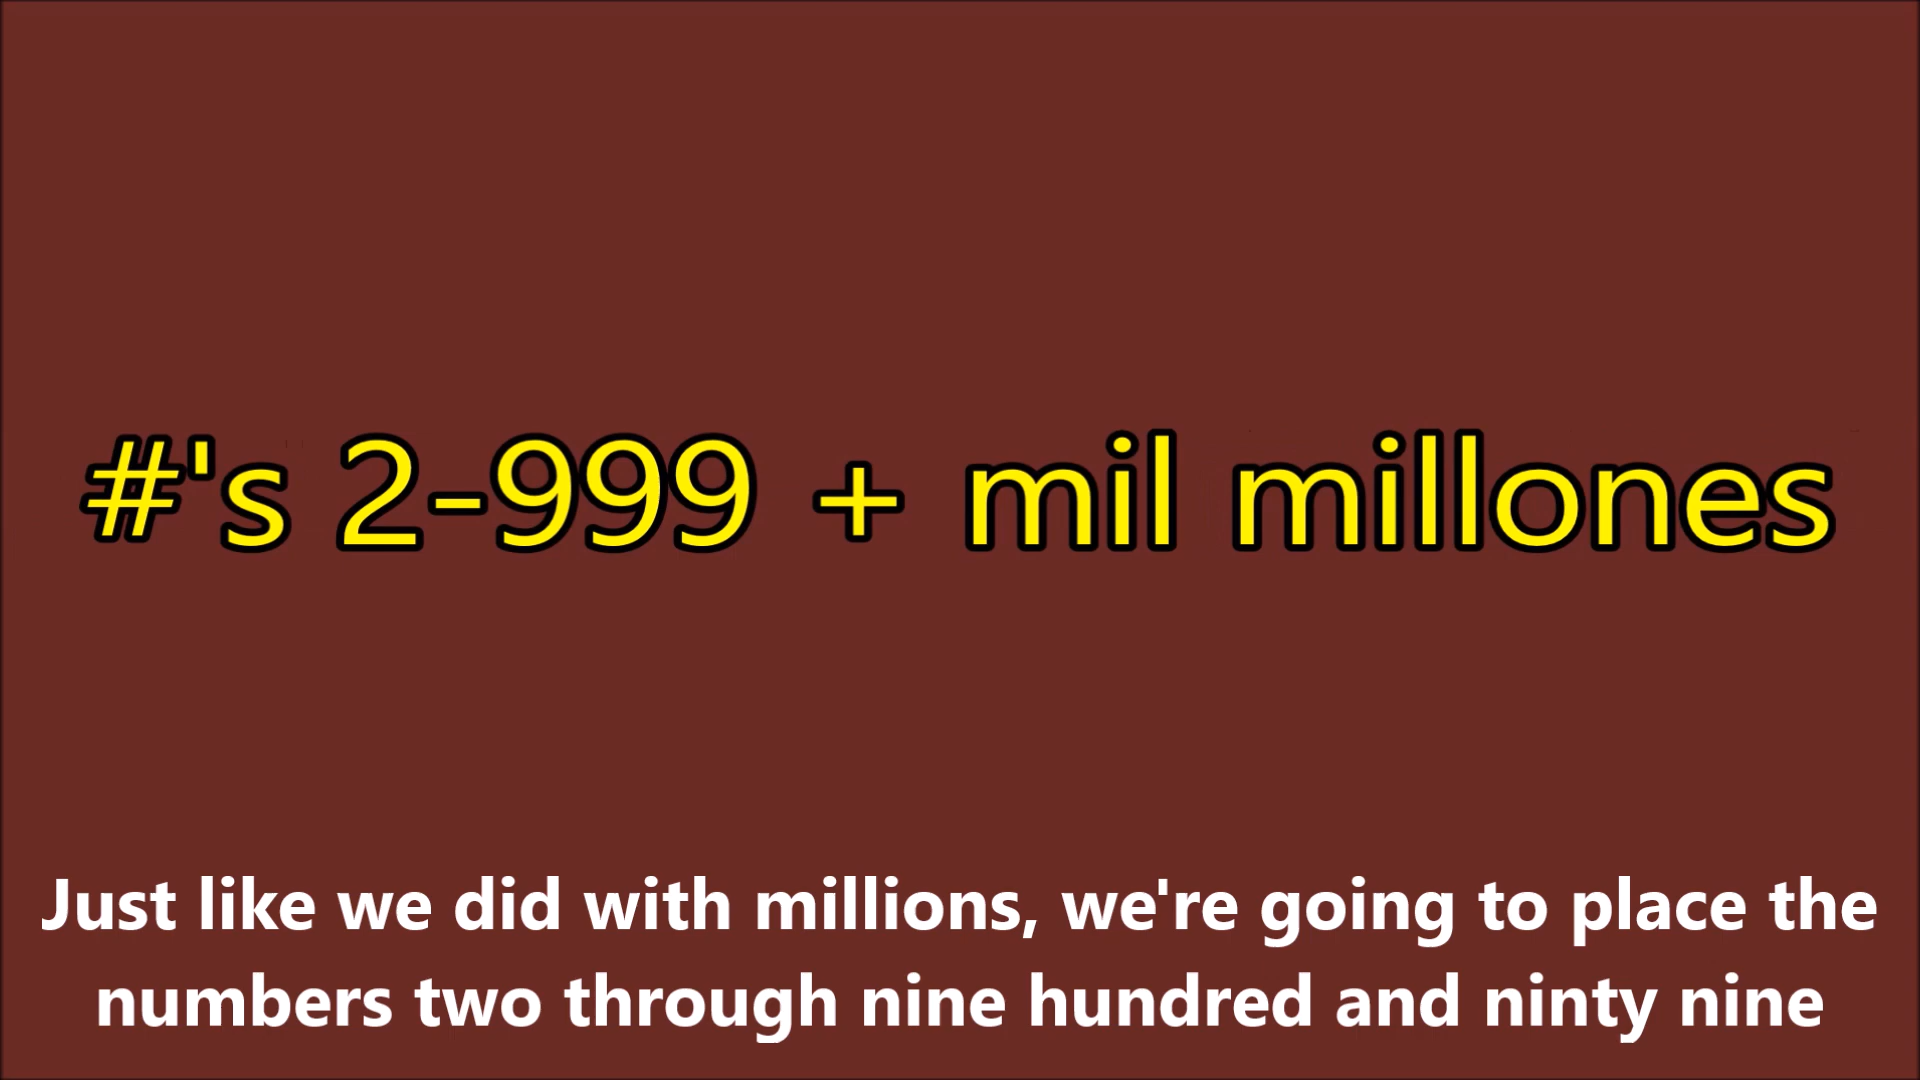 #'s 2-999 + mil millones
Just like we did with millions, we're going to place the
numbers two through nine hundred and ninty nine